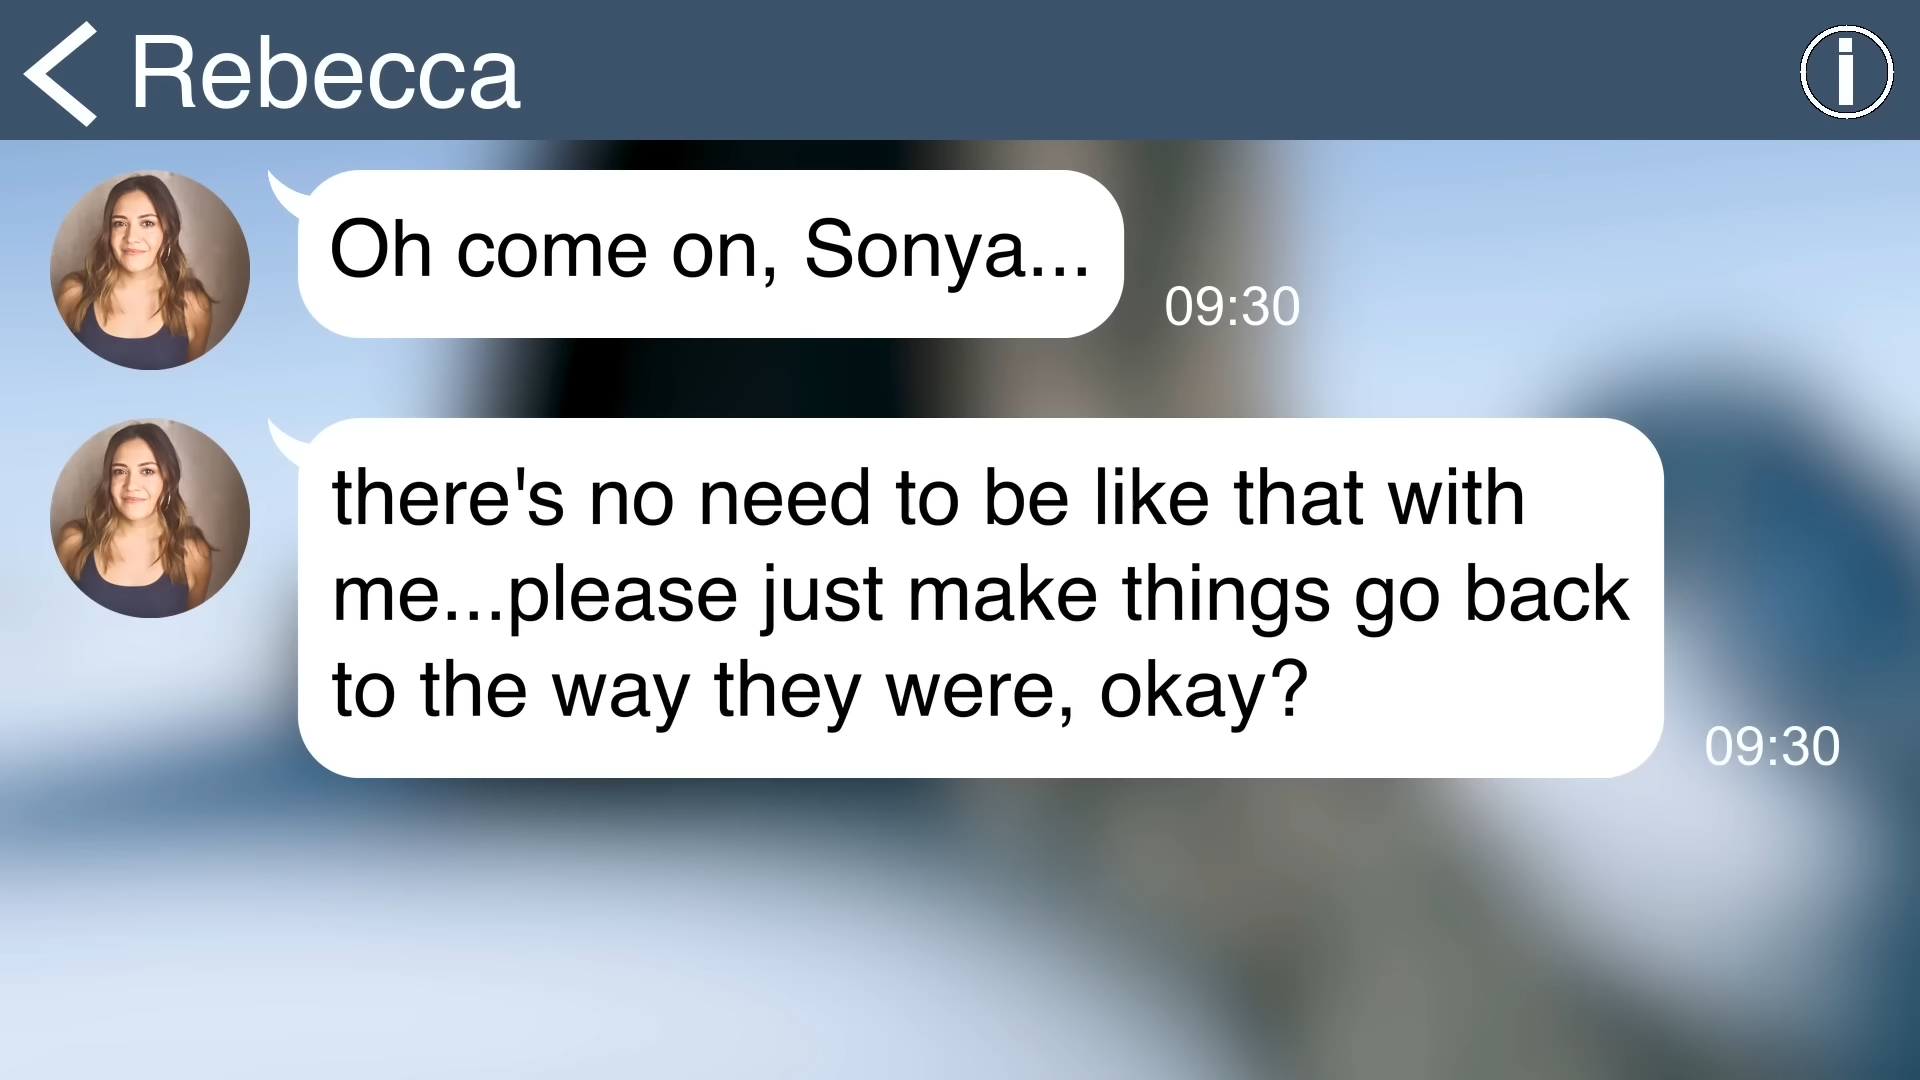 Rebecca
Oh come on, Sonya...
09:30
there's no need to be like that with
me...please just make things go back
to the way they were, okay?
09:30